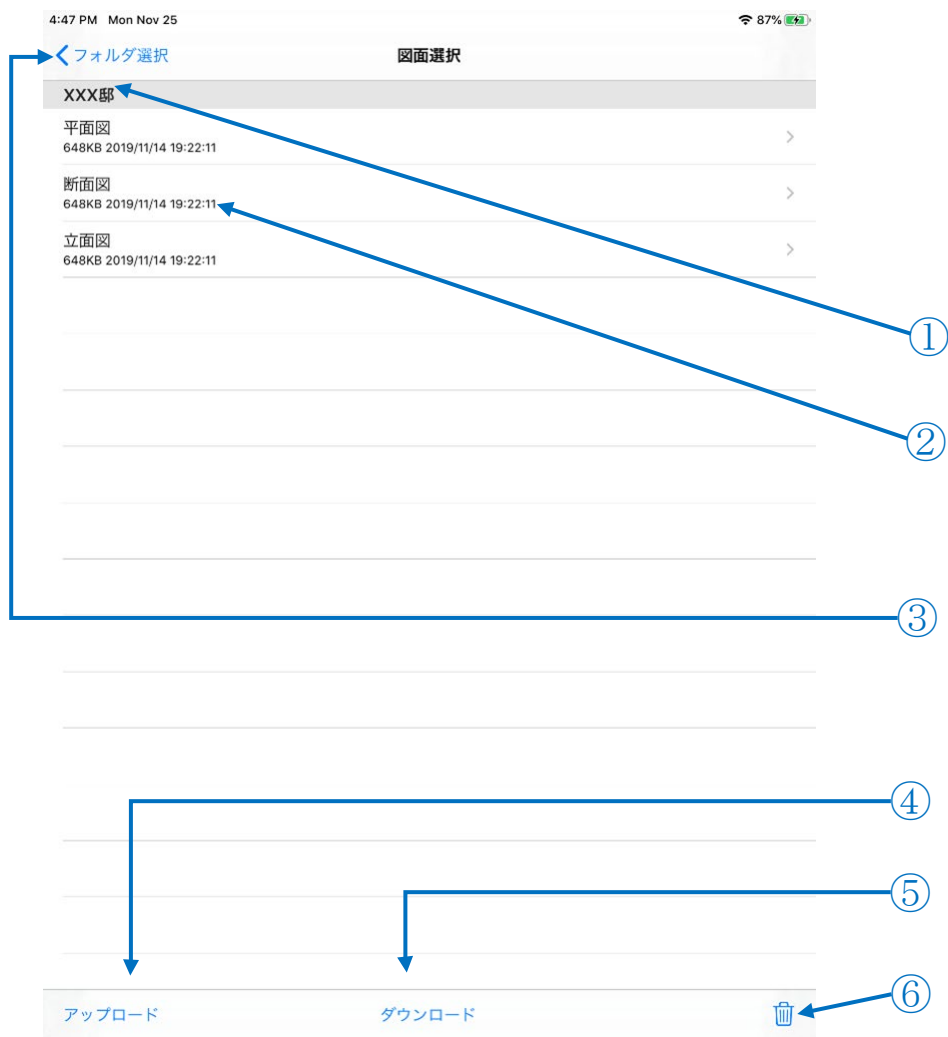 4:47 PM Mon Nov 25 87%
フォルダ選択 図面選択
XXX邸
平面図
648KB 2019/11/14 19:22:11
断面図
648KB 2019/11/14 19:22:11
立面図
648KB 2019/11/14 19:22:11
①
②
③
④
⑤
⑥
アップロード ダウンロード